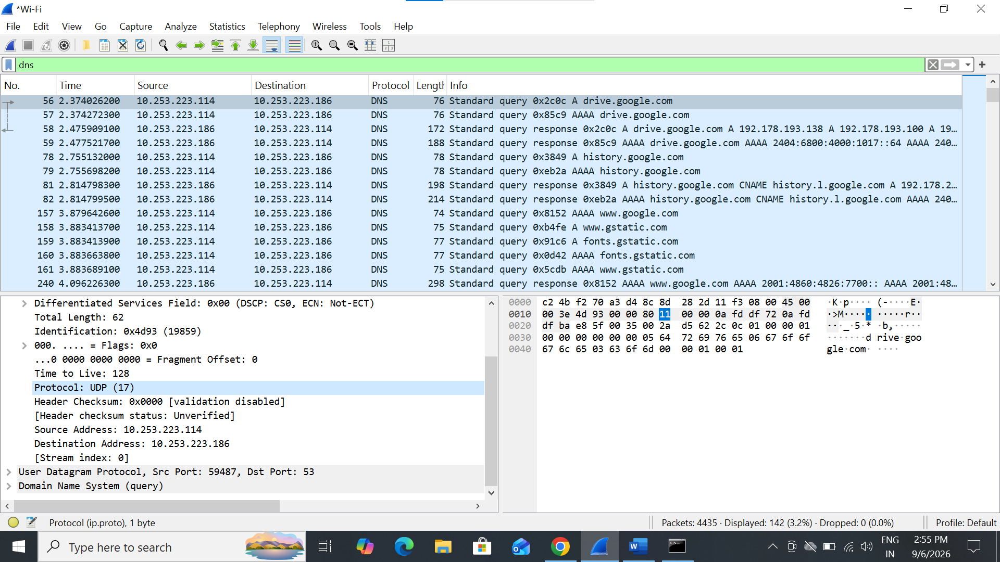 *Wi-Fi
File Edit View Go Capture Analyze Statistics Telephony Wireless Tools Help
dns
No. Time Source Destination Protocol Length Info
56 2.374026200 10.253.223.114 10.253.223.186 DNS 76 Standard query 0x2c0c A drive.google.com
57 2.374272300 10.253.223.114 10.253.223.186 DNS 76 Standard query 0x85c9 AAAA drive.google.com
58 2.475909100 10.253.223.186 10.253.223.114 DNS 172 Standard query response 0x2c0c A drive.google.com A 192.178.193.138 A 192.178.193.100 A 19…
59 2.477521700 10.253.223.186 10.253.223.114 DNS 188 Standard query response 0x85c9 AAAA drive.google.com AAAA 2404:6800:4000:1017::64 AAAA 240…
78 2.755132000 10.253.223.114 10.253.223.186 DNS 78 Standard query 0x3849 A history.google.com
79 2.755698200 10.253.223.114 10.253.223.186 DNS 78 Standard query 0xeb2a AAAA history.google.com
81 2.814798300 10.253.223.186 10.253.223.114 DNS 198 Standard query response 0x3849 A history.google.com CNAME history.l.google.com A 192.178.2…
82 2.814799500 10.253.223.186 10.253.223.114 DNS 214 Standard query response 0xeb2a AAAA history.google.com CNAME history.l.google.com AAAA 240…
157 3.879642600 10.253.223.114 10.253.223.186 DNS 74 Standard query 0x8152 AAAA www.google.com
158 3.883413700 10.253.223.114 10.253.223.186 DNS 75 Standard query 0xb4fe A www.gstatic.com
159 3.883413900 10.253.223.114 10.253.223.186 DNS 77 Standard query 0x91c6 A fonts.gstatic.com
160 3.883663800 10.253.223.114 10.253.223.186 DNS 77 Standard query 0x0d42 AAAA fonts.gstatic.com
161 3.883689100 10.253.223.114 10.253.223.186 DNS 75 Standard query 0x5cdb AAAA www.gstatic.com
240 4.096226300 10.253.223.186 10.253.223.114 DNS 298 Standard query response 0x8152 AAAA www.google.com AAAA 2001:4860:4826:7700:: AAAA 2001:48…
Differentiated Services Field: 0x00 (DSCP: CS0, ECN: Not-ECT)
Total Length: 62
Identification: 0x4d93 (19859)
000. .... = Flags: 0x0
...0 0000 0000 0000 = Fragment Offset: 0
Time to Live: 128
Protocol: UDP (17)
Header Checksum: 0x0000 [validation disabled]
[Header checksum status: Unverified]
Source Address: 10.253.223.114
Destination Address: 10.253.223.186
[Stream index: 0]
User Datagram Protocol, Src Port: 59487, Dst Port: 53
Domain Name System (query)
0000 c2 4b f2 70 a3 d4 8c 8d 28 2d 11 f3 08 00 45 00 ·K·p···· (-····E·
0010 00 3e 4d 93 00 00 80 11 00 00 0a fd df 72 0a fd ·>M····· ·····r··
0020 df ba e8 5f 00 35 00 2a d5 62 2c 0c 01 00 00 01 ···_·5·* ·b,·····
0030 00 00 00 00 00 00 05 64 72 69 76 65 06 67 6f 6f ·······d rive·goo
0040 67 6c 65 03 63 6f 6d 00 00 01 00 01 gle·com· ····
Protocol (ip.proto), 1 byte
Packets: 4435 · Displayed: 142 (3.2%) · Dropped: 0 (0.0%)
Profile: Default
Type here to search
ENG
IN
2:55 PM
9/6/2026